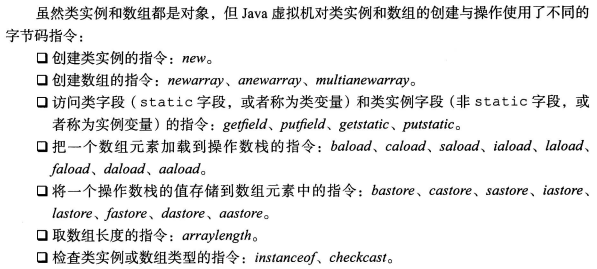 虽然类实例和数组都是对象，但 Java 虚拟机对类实例和数组的创建与操作使用了不同的
字节码指令：
❑ 创建类实例的指令：new。
❑ 创建数组的指令：newarray、anewarray、multianewarray。
❑ 访问类字段（static 字段，或者称为类变量）和类实例字段（非 static 字段，或
者称为实例变量）的指令：getfield、putfield、getstatic、putstatic。
❑ 把一个数组元素加载到操作数栈的指令：baload、caload、saload、iaload、laload、
faload、daload、aaload。
❑ 将一个操作数栈的值存储到数组元素中的指令：bastore、castore、sastore、iastore、
lastore、fastore、dastore、aastore。
❑ 取数组长度的指令：arraylength。
❑ 检查类实例或数组类型的指令：instanceof、checkcast。